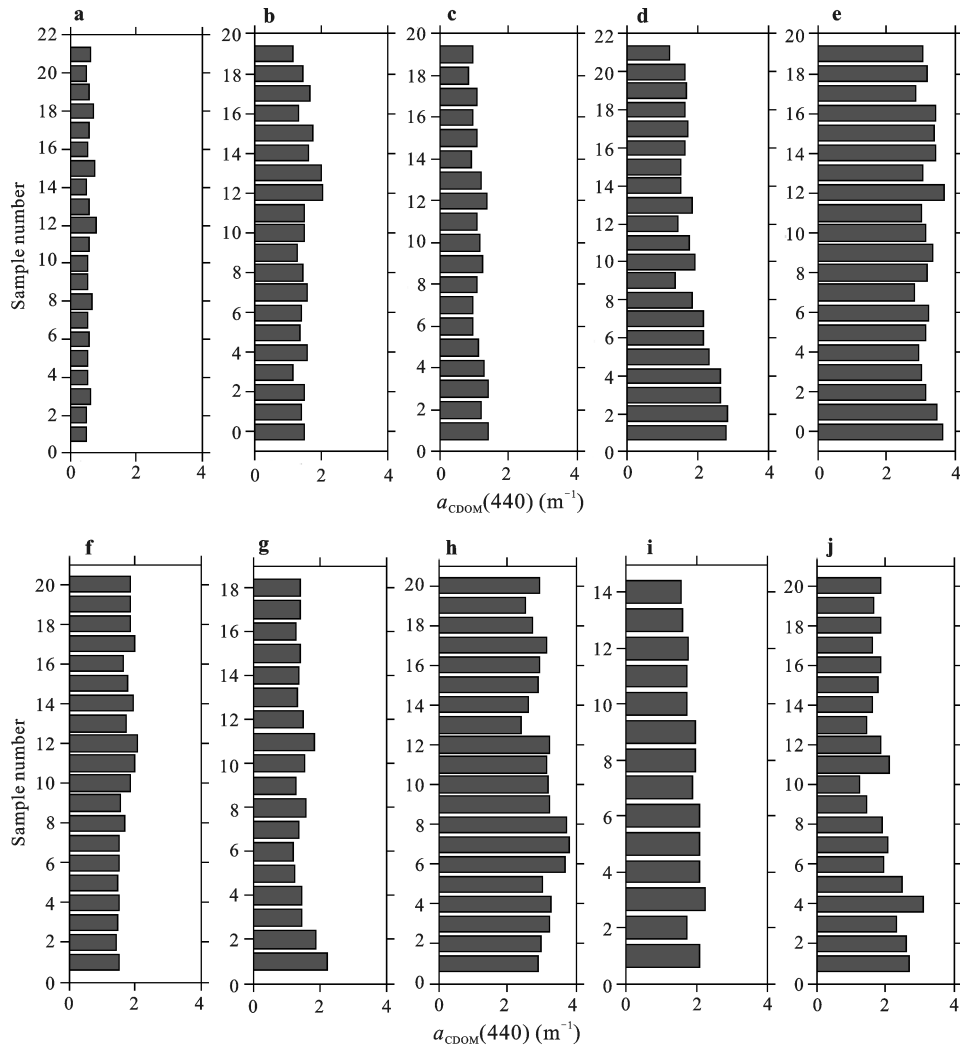 a b c d e
22 20 20 22 20
20 18 18 20 18
18 16 16 18 16
16 14 14 16 14
14 12 12 14 12
12 10 10 12 10
10 8 8 10 8
8 6 6 8 6
6 4 4 6 4
4 2 2 4 2
2 0 2 2 0
0 0 0
0 2 4 0 2 4 0 2 4 0 2 4 0 2 4
Sample number
aCDOM(440) (m⁻¹)
f g h i j
20 18 20 14 20
18 16 18 12 18
16 14 16 10 16
14 12 14 8 14
12 10 12 6 12
10 8 10 4 10
8 6 8 2 8
6 4 6 0 6
4 2 4 4
2 0 2 2
0 0 0
0 2 4 0 2 4 0 2 4 0 2 4 0 2 4
Sample number
aCDOM(440) (m⁻¹)